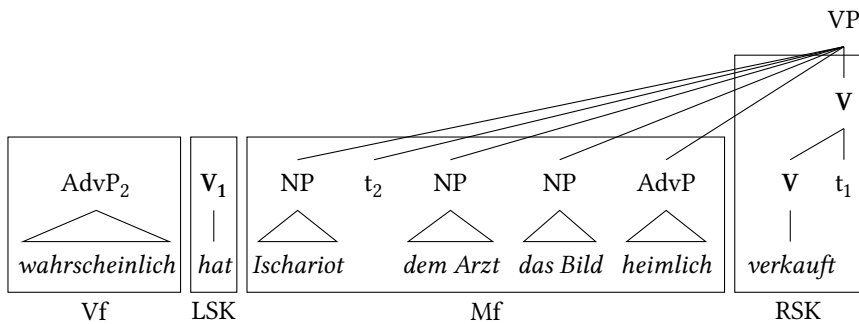 VP
V
AdvP₂ V₁ NP t₂ NP NP AdvP V t₁
wahrscheinlich hat Ischariot dem Arzt das Bild heimlich verkauft
Vf LSK Mf RSK